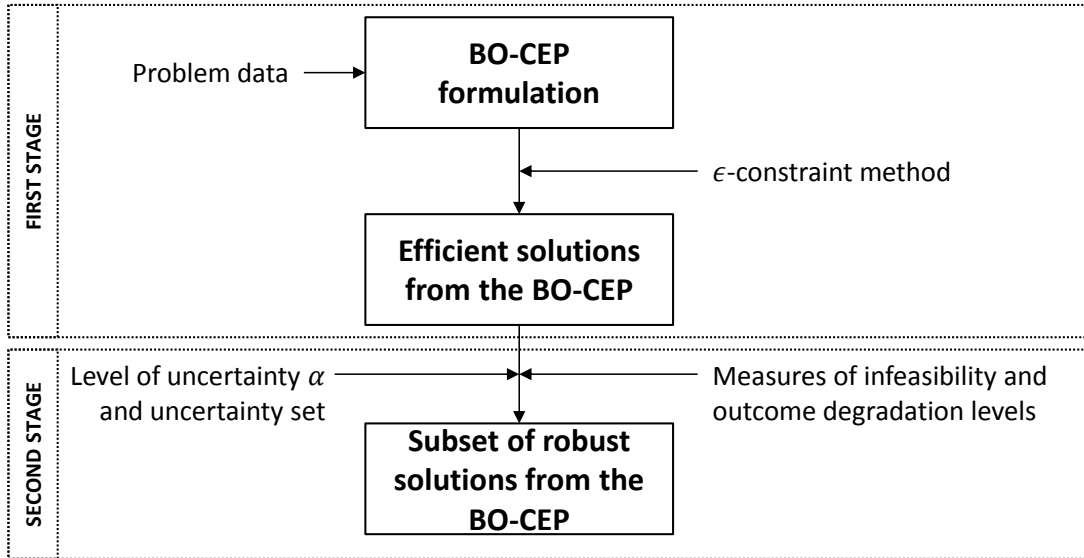 FIRST STAGE
BO-CEP
formulation
Problem data
ϵ-constraint method
Efficient solutions
from the BO-CEP
SECOND STAGE
Level of uncertainty α
and uncertainty set
Measures of infeasibility and
outcome degradation levels
Subset of robust
solutions from the
BO-CEP